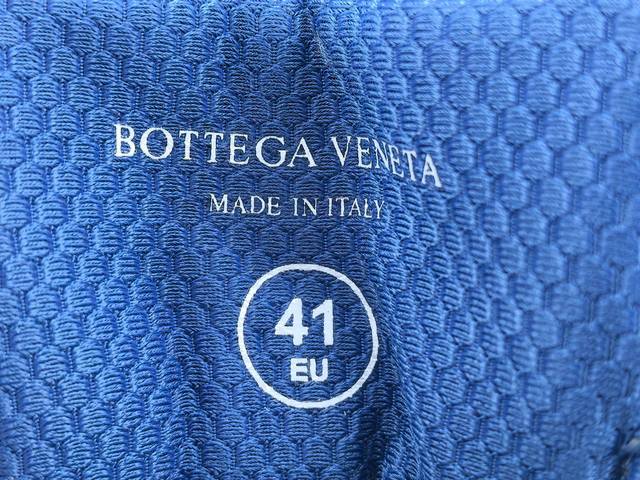 BOTTEGA VENETA
MADE IN ITALY
41
EU